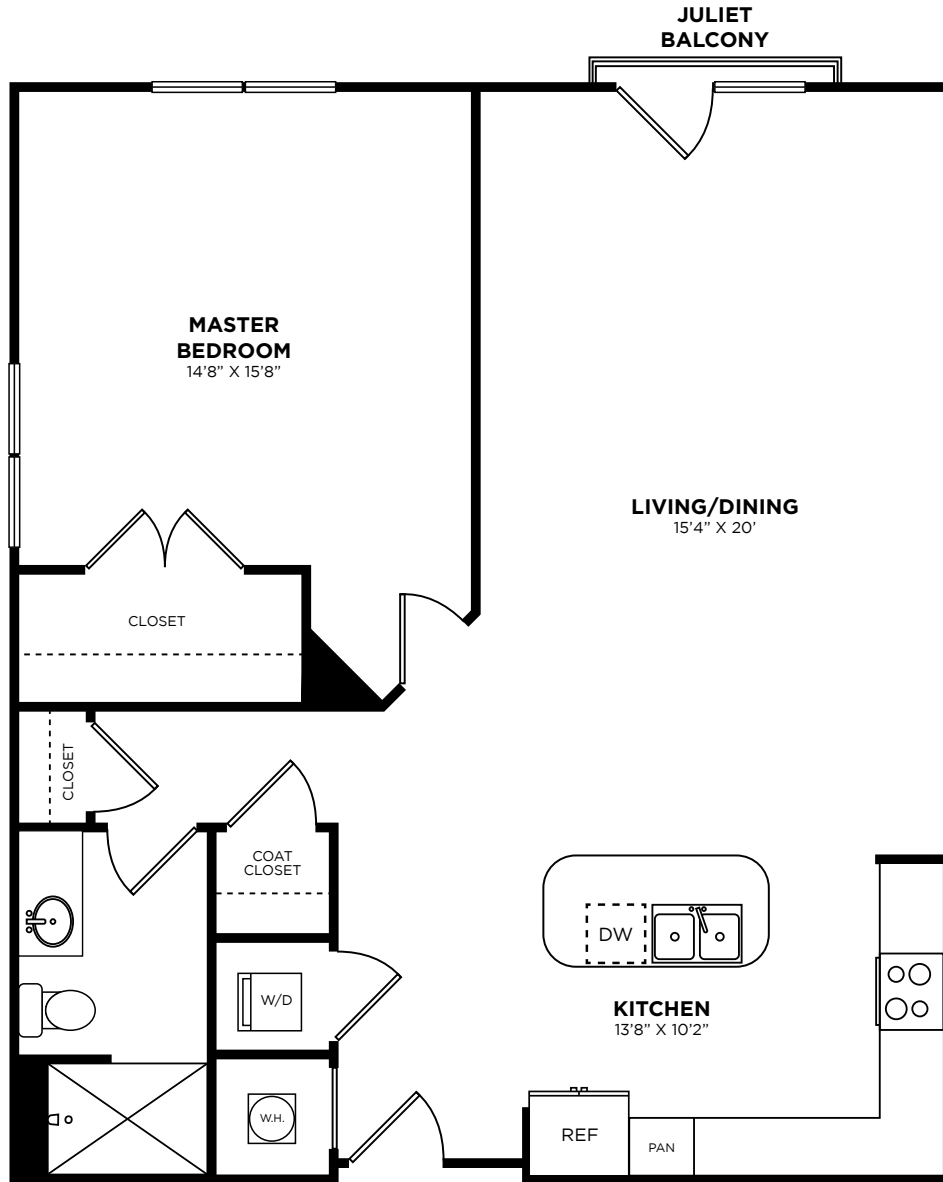 JULIET
BALCONY
MASTER
BEDROOM
14’8” X 15’8”
LIVING/DINING
15’4” X 20’
CLOSET
CLOSET
COAT
CLOSET
DW
W/D
KITCHEN
13’8” X 10’2”
W.H.
REF
PAN